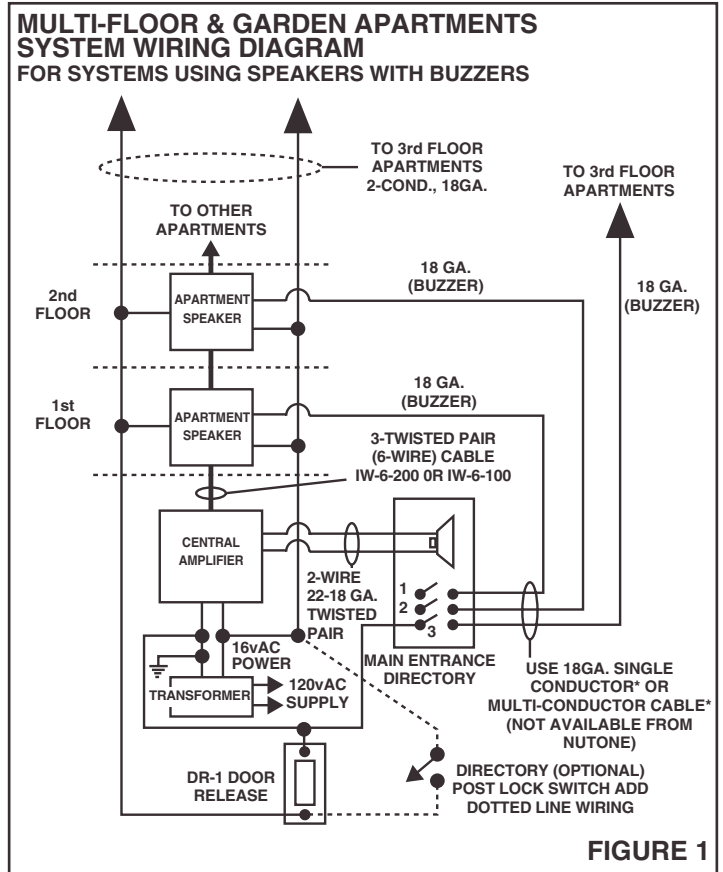 MULTI-FLOOR & GARDEN APARTMENTS
SYSTEM WIRING DIAGRAM
FOR SYSTEMS USING SPEAKERS WITH BUZZERS
TO 3rd FLOOR
APARTMENTS
2-COND., 18GA.
TO 3rd FLOOR
APARTMENTS
TO OTHER
APARTMENTS
2nd
FLOOR
APARTMENT
SPEAKER
18 GA.
(BUZZER)
18 GA.
(BUZZER)
1st
FLOOR
APARTMENT
SPEAKER
18 GA.
(BUZZER)
3-TWISTED PAIR
(6-WIRE) CABLE
IW-6-200 0R IW-6-100
CENTRAL
AMPLIFIER
2-WIRE
22-18 GA.
TWISTED
PAIR
1
2
3
MAIN ENTRANCE
DIRECTORY
16vAC
POWER
TRANSFORMER
120vAC
SUPPLY
USE 18GA. SINGLE
CONDUCTOR* OR
MULTI-CONDUCTOR CABLE*
(NOT AVAILABLE FROM
NUTONE)
DR-1 DOOR
RELEASE
DIRECTORY (OPTIONAL)
POST LOCK SWITCH ADD
DOTTED LINE WIRING
FIGURE 1